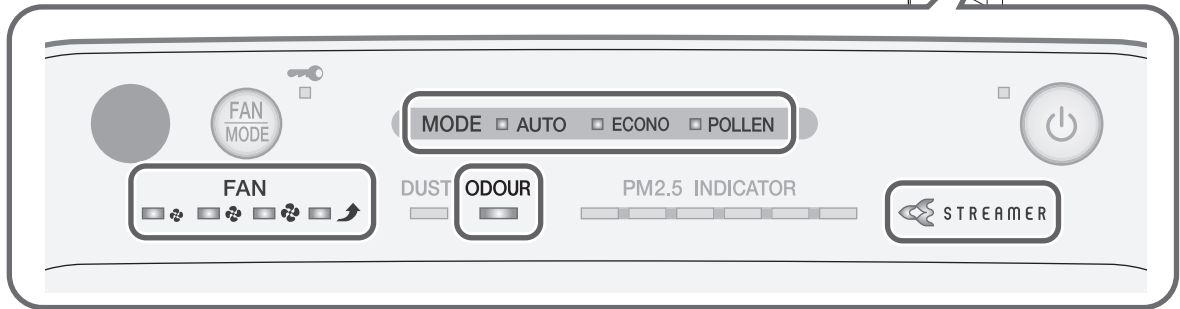 FAN
MODE
MODE AUTO ECONO POLLEN
FAN
DUST ODOUR PM2.5 INDICATOR
STREAMER